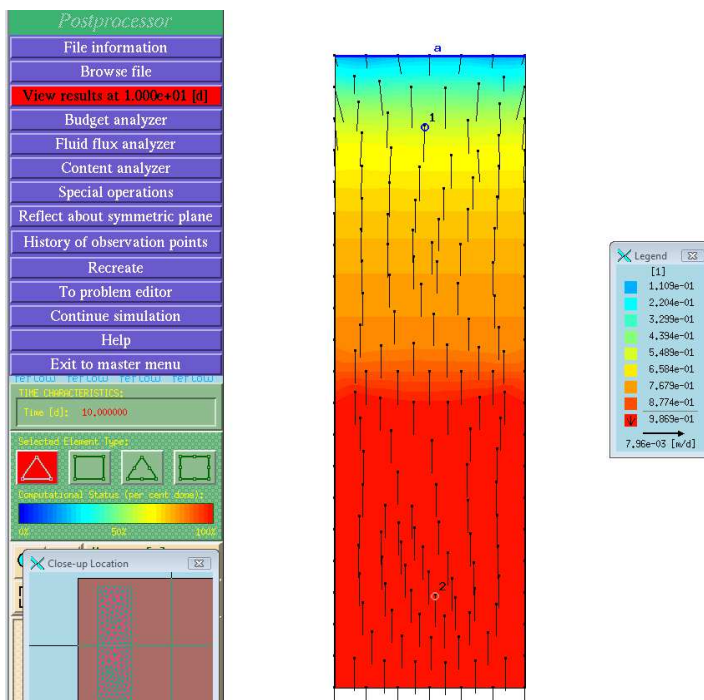 Postprocessor
File information
Browse file
View results at 1.000e+01 [d]
Budget analyzer
Fluid flux analyzer
Content analyzer
Special operations
Reflect about symmetric plane
History of observation points
Recreate
To problem editor
Continue simulation
Help
Exit to master menu
TIME CHARACTERISTICS:
Time [d]: 10.000000
Selected Element Type:
Computational Status (per cent done):
0% 50% 100%
Close-up Location
a
1
2
Legend
[1]
1.109e-01
2.204e-01
3.299e-01
4.394e-01
5.489e-01
6.584e-01
7.679e-01
8.774e-01
9.869e-01
7.96e-03 [m/d]